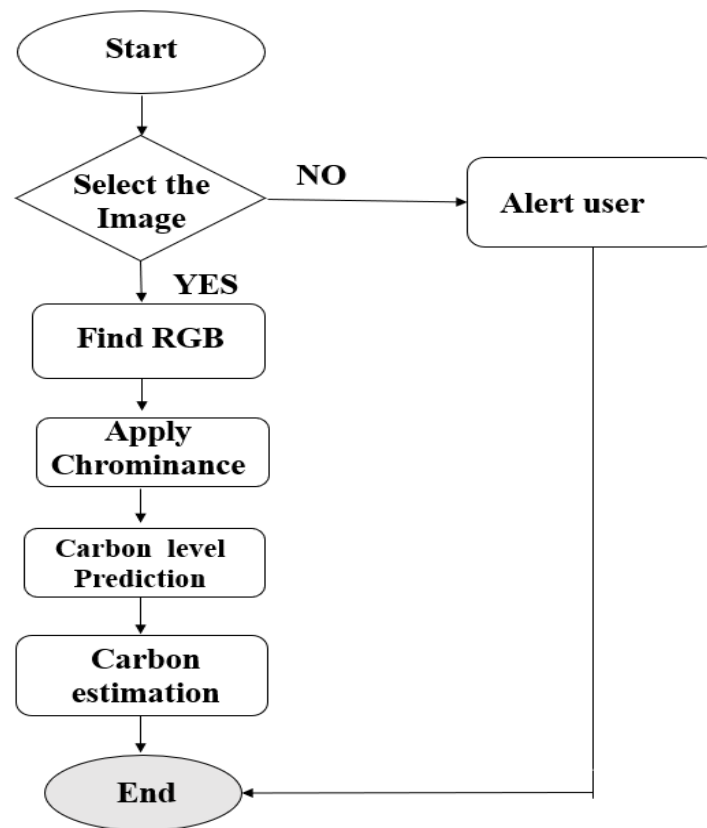 Start
Select the
Image
NO
Alert user
YES
Find RGB
Apply
Chrominance
Carbon level
Prediction
Carbon
estimation
End